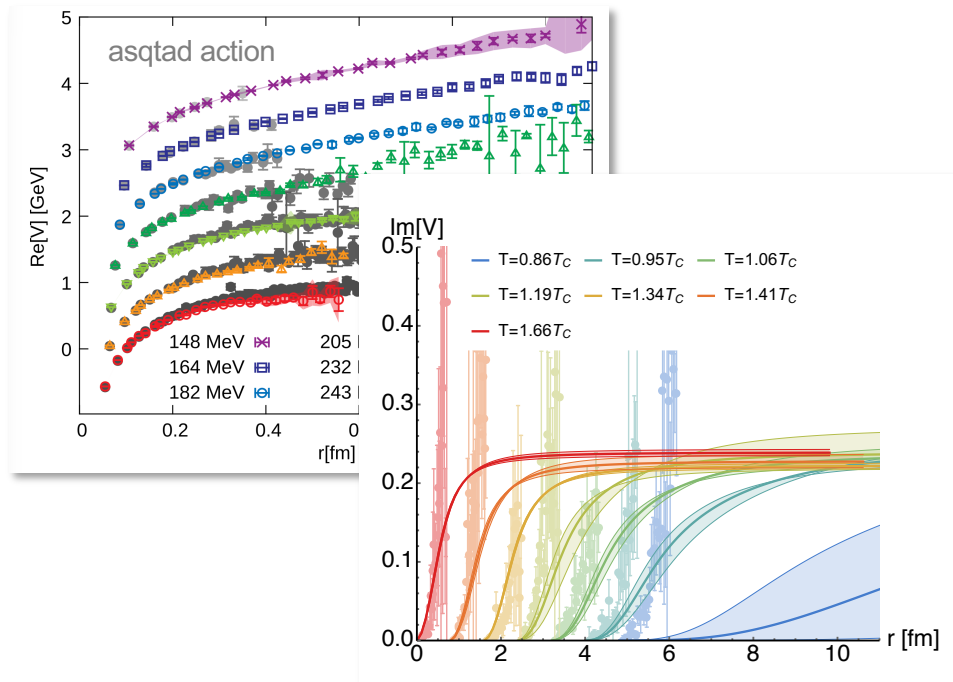 5
4
3
2
1
0
Re[V] [GeV]
asqtad action
148 MeV 205
164 MeV 232
182 MeV 243
0 0.2 0.4 0
r[fm]
Im[V]
0.5
0.4
0.3
0.2
0.1
0.0
T=0.86T_C T=0.95T_C T=1.06T_C
T=1.19T_C T=1.34T_C T=1.41T_C
T=1.66T_C
0 2 4 6 8 10
r [fm]